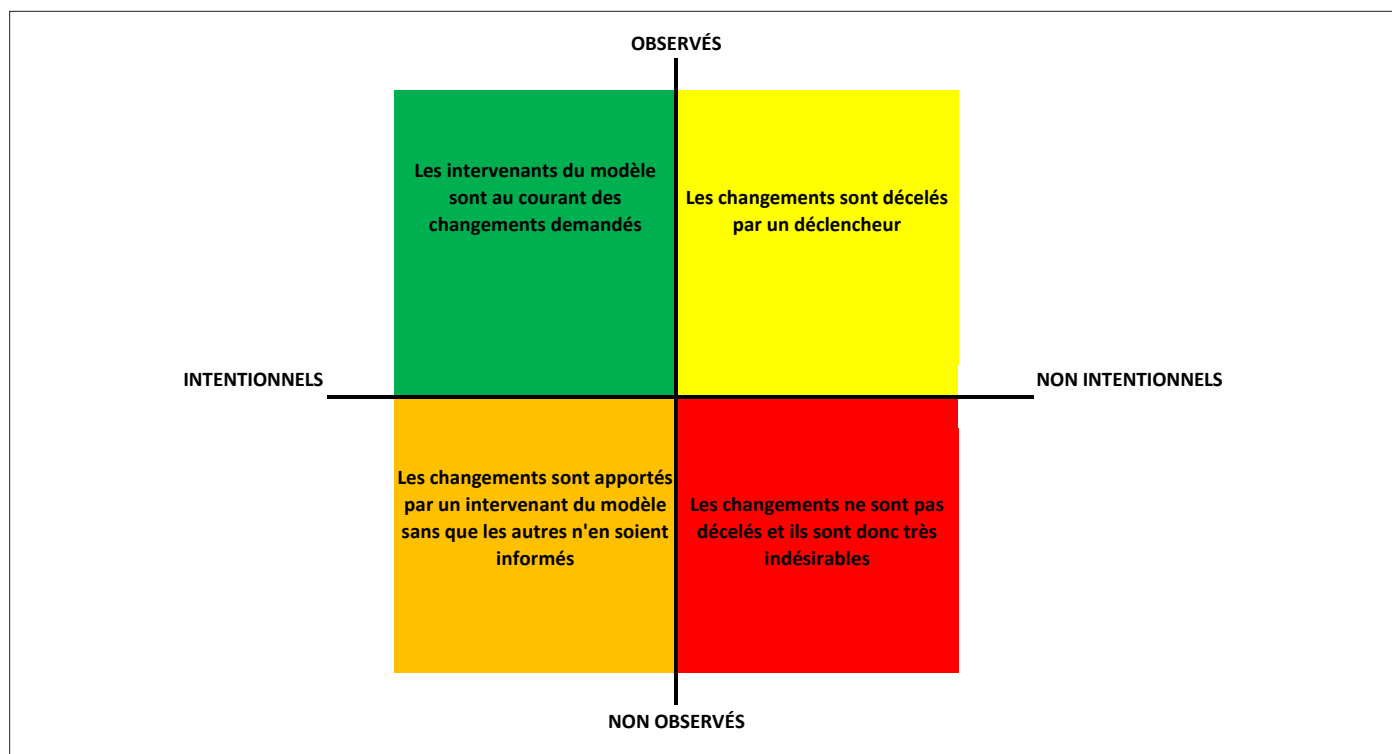 OBSERVÉS
Les intervenants du modèle
sont au courant des
changements demandés
Les changements sont décelés
par un déclencheur
INTENTIONNELS
NON INTENTIONNELS
Les changements sont apportés
par un intervenant du modèle
sans que les autres n'en soient
informés
Les changements ne sont pas
décelés et ils sont donc très
indésirables
NON OBSERVÉS